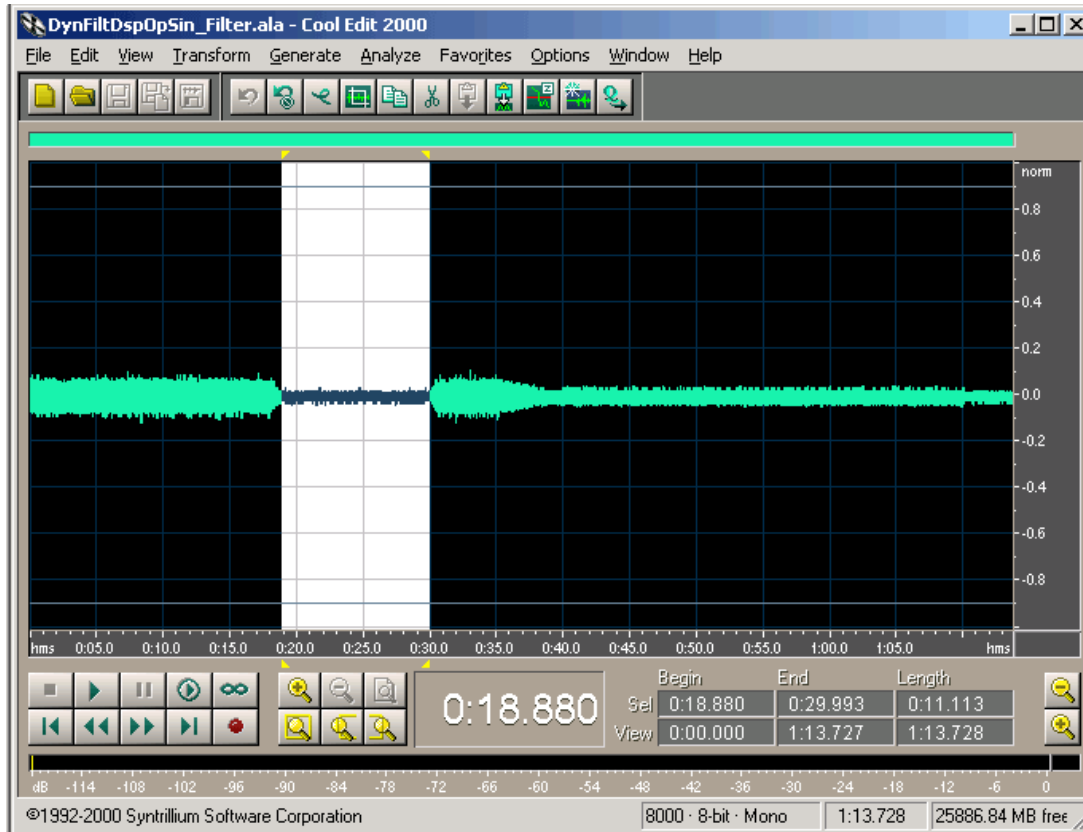 DynFiltDspOpSin_Filter.ala - Cool Edit 2000
File Edit View Transform Generate Analyze Favorites Options Window Help
norm
0.8
0.6
0.4
0.2
0.0
-0.2
-0.4
-0.6
-0.8
hms 0:05.0 0:10.0 0:15.0 0:20.0 0:25.0 0:30.0 0:35.0 0:40.0 0:45.0 0:50.0 0:55.0 1:00.0 1:05.0 hms
0:18.880
Begin End Length
Sel 0:18.880 0:29.993 0:11.113
View 0:00.000 1:13.727 1:13.728
dB -114 -108 -102 -96 -90 -84 -78 -72 -66 -60 -54 -48 -42 -36 -30 -24 -18 -12 -6 0
©1992-2000 Syntrillium Software Corporation 8000 · 8-bit · Mono 1:13.728 25886.84 MB free